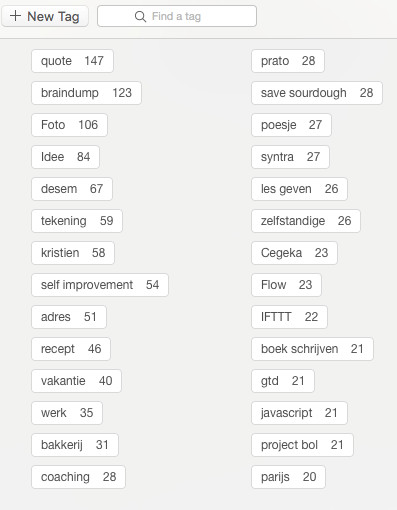 + New Tag
Find a tag
quote 147
braindump 123
Foto 106
Idee 84
desem 67
tekening 59
kristien 58
self improvement 54
adres 51
recept 46
vakantie 40
werk 35
bakkerij 31
coaching 28
prato 28
save sourdough 28
poesje 27
syntra 27
les geven 26
zelfstandige 26
Cegeka 23
Flow 23
IFTTT 22
boek schrijven 21
gtd 21
javascript 21
project bol 21
parijs 20